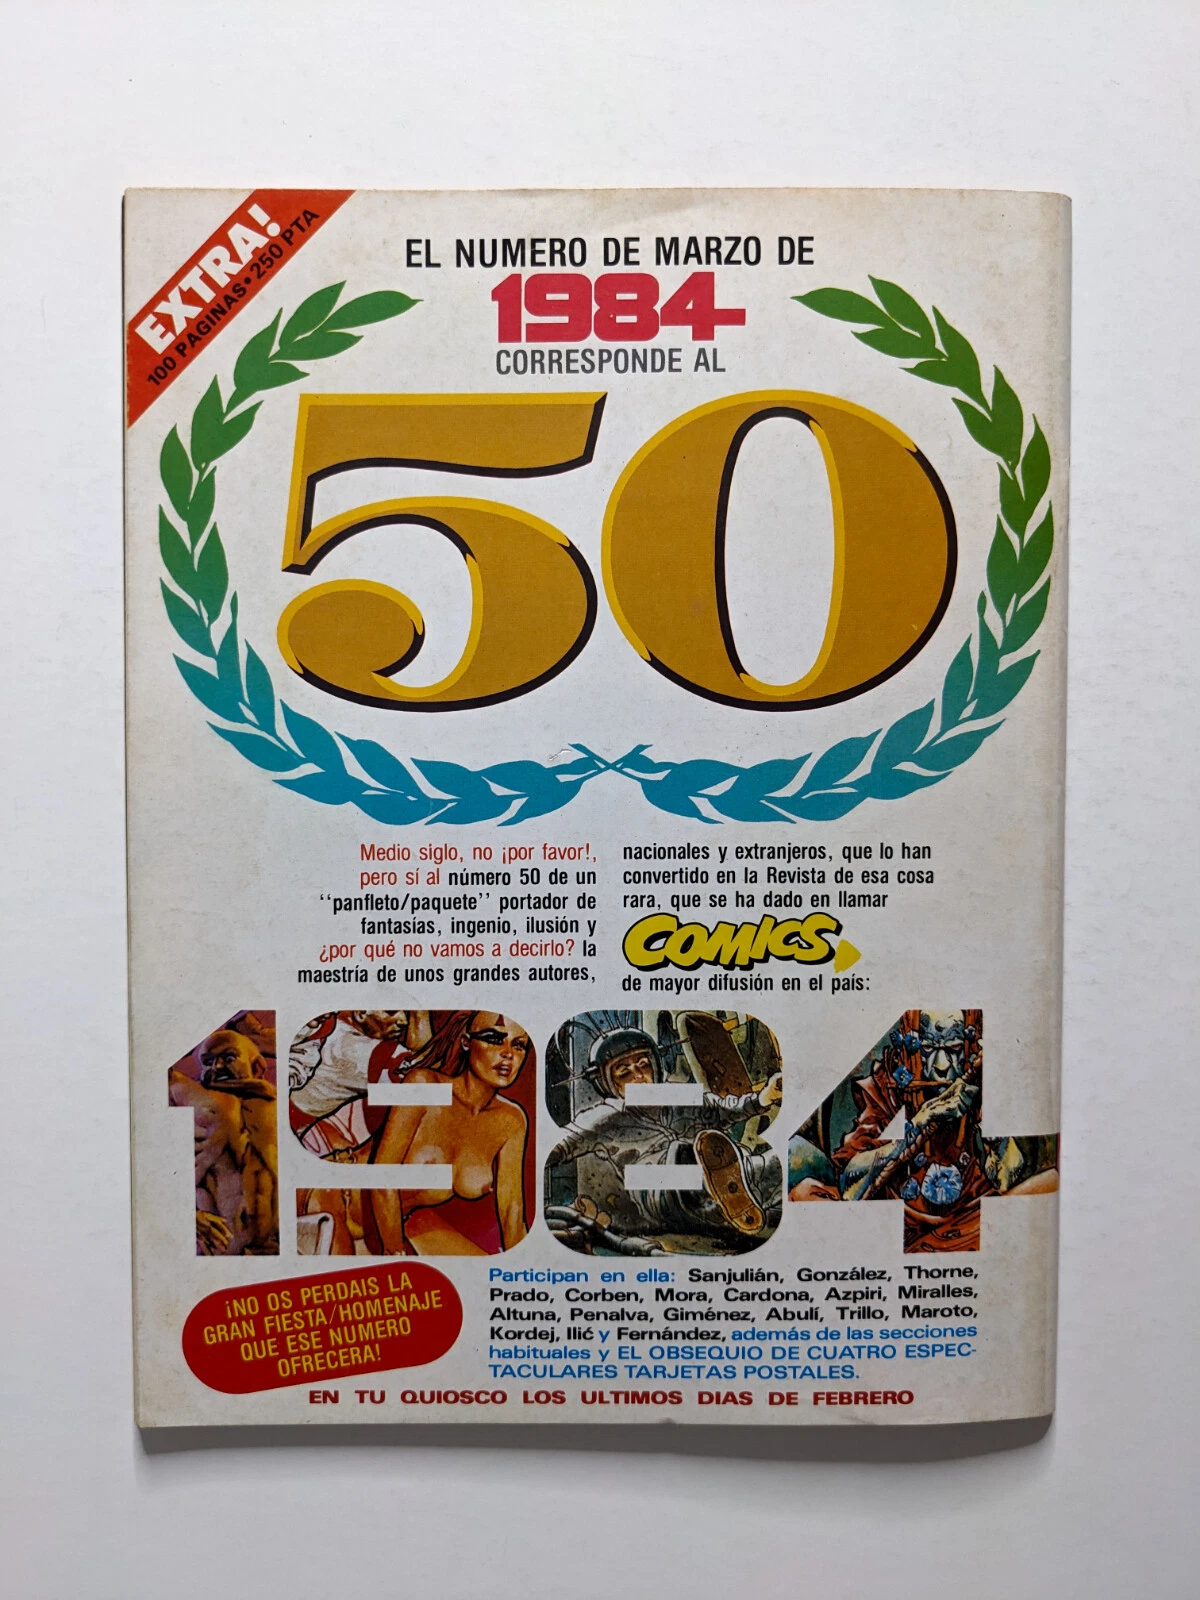 EXTRA!
100 PAGINAS • 250 PTA
EL NUMERO DE MARZO DE
1984
CORRESPONDE AL
50
Medio siglo, no ¡por favor!,
pero sí al número 50 de un
“panfleto/paquete” portador de
fantasías, ingenio, ilusión y
¿por qué no vamos a decirlo? la
maestría de unos grandes autores,
nacionales y extranjeros, que lo han
convertido en la Revista de esa cosa
rara, que se ha dado en llamar
COMICS
de mayor difusión en el país:
1984
¡NO OS PERDAIS LA
GRAN FIESTA/HOMENAJE
QUE ESE NUMERO
OFRECERA!
Participan en ella: Sanjulián, González, Thorne,
Prado, Corben, Mora, Cardona, Azpiri, Miralles,
Altuna, Penalva, Giménez, Abulí, Trillo, Maroto,
Kordej, Ilić y Fernández, además de las secciones
habituales y EL OBSEQUIO DE CUATRO ESPEC-
TACULARES TARJETAS POSTALES.
EN TU QUIOSCO LOS ULTIMOS DIAS DE FEBRERO